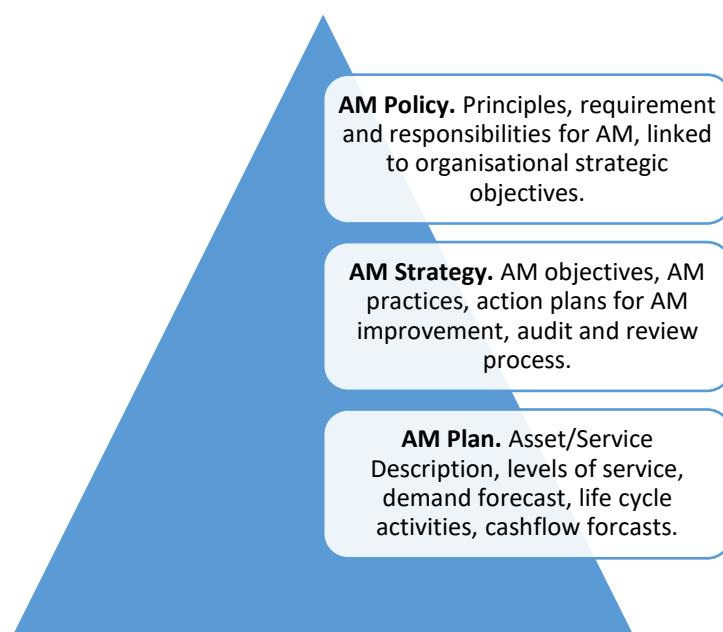 AM Policy. Principles, requirement
and responsibilities for AM, linked
to organisational strategic
objectives.
AM Strategy. AM objectives, AM
practices, action plans for AM
improvement, audit and review
process.
AM Plan. Asset/Service
Description, levels of service,
demand forecast, life cycle
activities, cashflow forcasts.